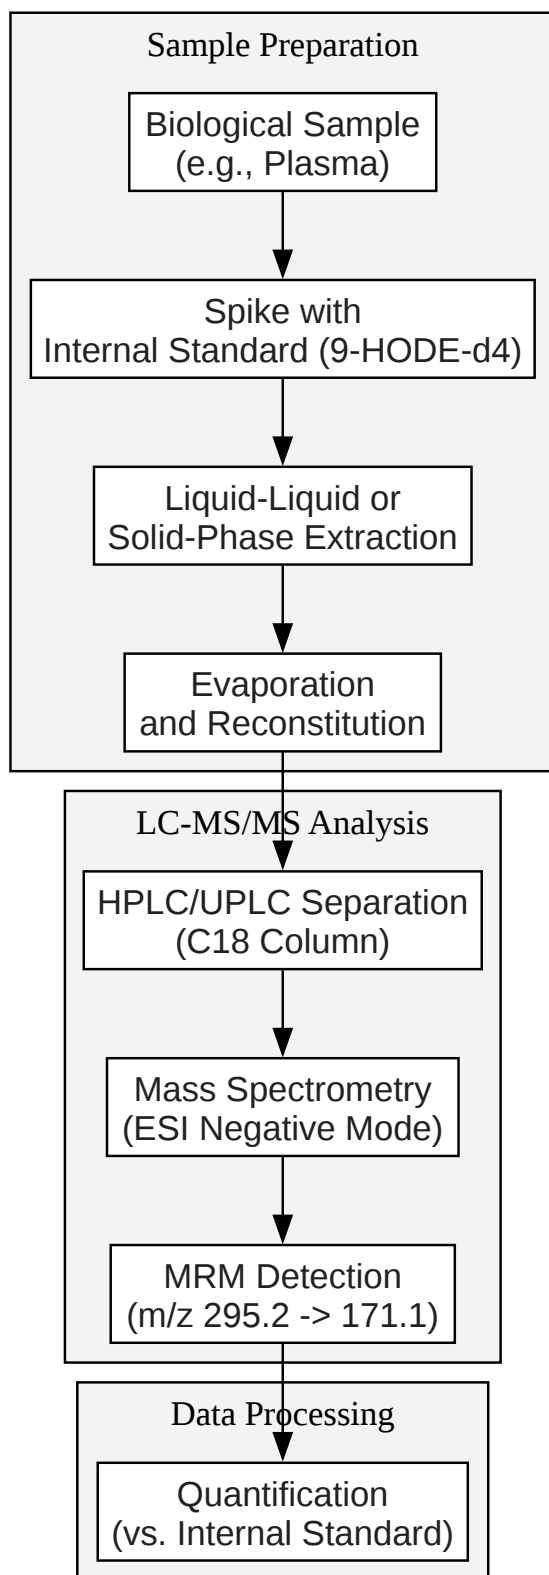 Sample Preparation
Biological Sample
(e.g., Plasma)
Spike with
Internal Standard (9-HODE-d4)
Liquid-Liquid or
Solid-Phase Extraction
Evaporation
and Reconstitution
LC-MS/MS Analysis
HPLC/UPLC Separation
(C18 Column)
Mass Spectrometry
(ESI Negative Mode)
MRM Detection
(m/z 295.2 -> 171.1)
Data Processing
Quantification
(vs. Internal Standard)